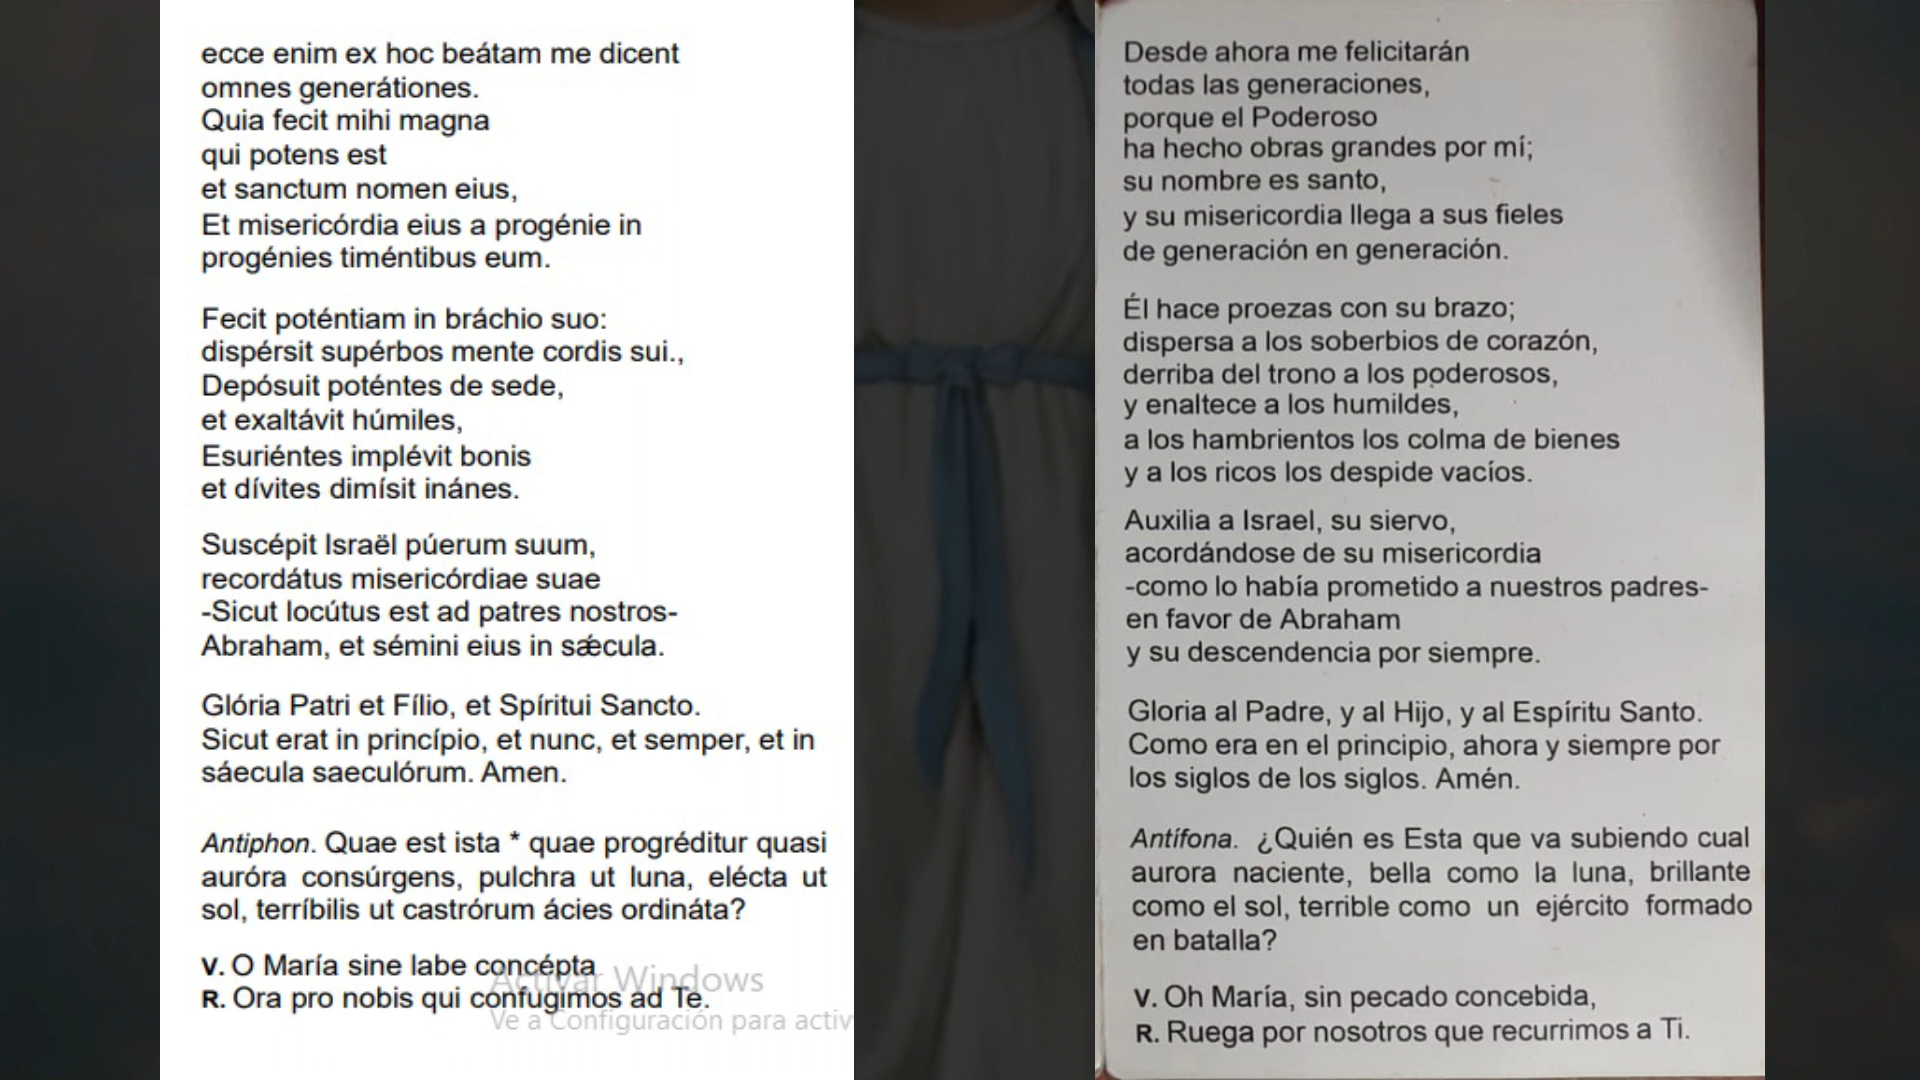 ecce enim ex hoc beátam me dicent
omnes generátiones.
Quia fecit mihi magna
qui potens est
et sanctum nomen eius,
Et misericórdia eius a progénie in
progénies timéntibus eum.
Fecit poténtiam in bráchio suo:
dispérsit supérbos mente cordis sui.,
Depósuit poténtes de sede,
et exaltávit húmiles,
Esuriéntes implévit bonis
et dívites dimísit inánes.
Suscépit Israël púerum suum,
recordátus misericórdiae suae
-Sicut locútus est ad patres nostros-
Abraham, et sémini eius in sǽcula.
Glória Patri et Fílio, et Spíritui Sancto.
Sicut erat in princípio, et nunc, et semper, et in
sáecula saeculórum. Amen.
Antiphon. Quae est ista * quae progréditur quasi
auróra consúrgens, pulchra ut luna, elécta ut
sol, terríbilis ut castrórum ácies ordináta?
V. O María sine labe concépta
R. Ora pro nobis qui confugimos ad Te.
Activar Windows
Ve a Configuración para activ
Desde ahora me felicitarán
todas las generaciones,
porque el Poderoso
ha hecho obras grandes por mí;
su nombre es santo,
y su misericordia llega a sus fieles
de generación en generación.
Él hace proezas con su brazo;
dispersa a los soberbios de corazón,
derriba del trono a los poderosos,
y enaltece a los humildes,
a los hambrientos los colma de bienes
y a los ricos los despide vacíos.
Auxilia a Israel, su siervo,
acordándose de su misericordia
-como lo había prometido a nuestros padres-
en favor de Abraham
y su descendencia por siempre.
Gloria al Padre, y al Hijo, y al Espíritu Santo.
Como era en el principio, ahora y siempre por
los siglos de los siglos. Amén.
Antífona. ¿Quién es Esta que va subiendo cual
aurora naciente, bella como la luna, brillante
como el sol, terrible como un ejército formado
en batalla?
V. Oh María, sin pecado concebida,
R. Ruega por nosotros que recurrimos a Ti.